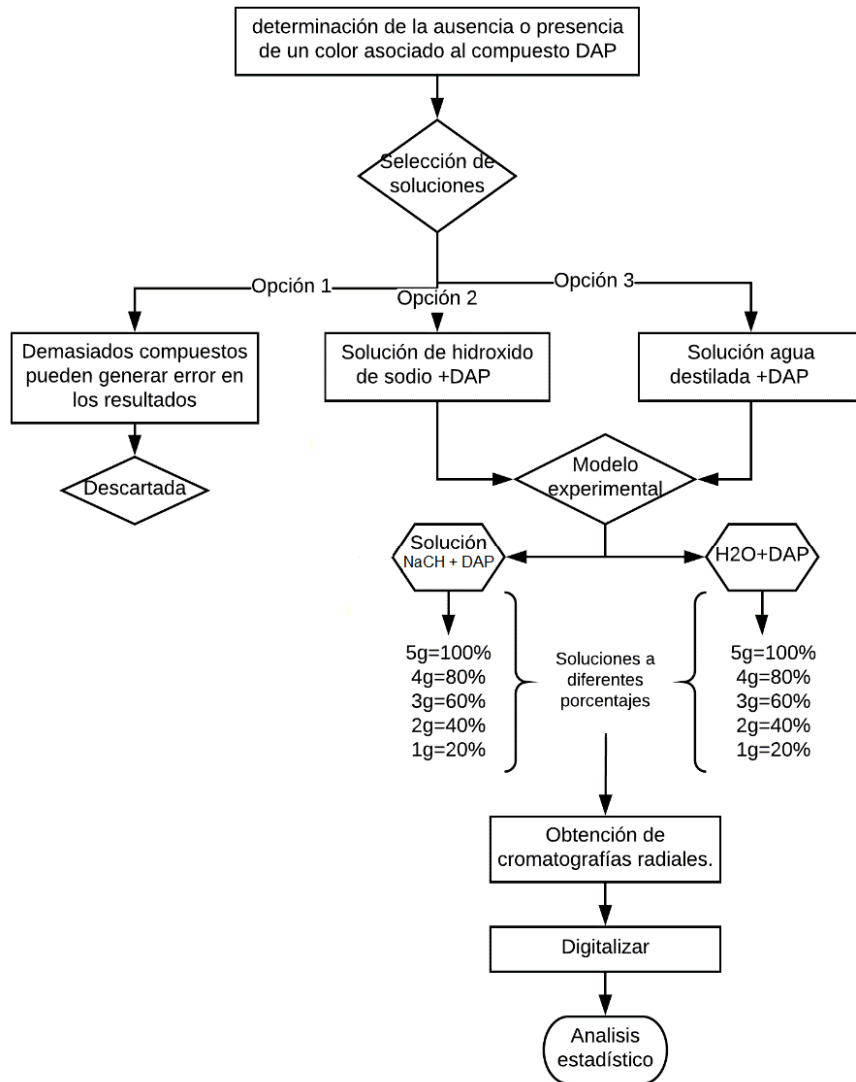 determinación de la ausencia o presencia
de un color asociado al compuesto DAP
Selección de
soluciones
Opción 1
Opción 2
Opción 3
Demasiados compuestos
pueden generar error en
los resultados
Solución de hidroxido
de sodio +DAP
Solución agua
destilada +DAP
Descartada
Modelo
experimental
Solución
NaCH + DAP
H2O+DAP
5g=100%
4g=80%
3g=60%
2g=40%
1g=20%
Soluciones a
diferentes
porcentajes
5g=100%
4g=80%
3g=60%
2g=40%
1g=20%
Obtención de
cromatografías radiales.
Digitalizar
Analisis
estadístico